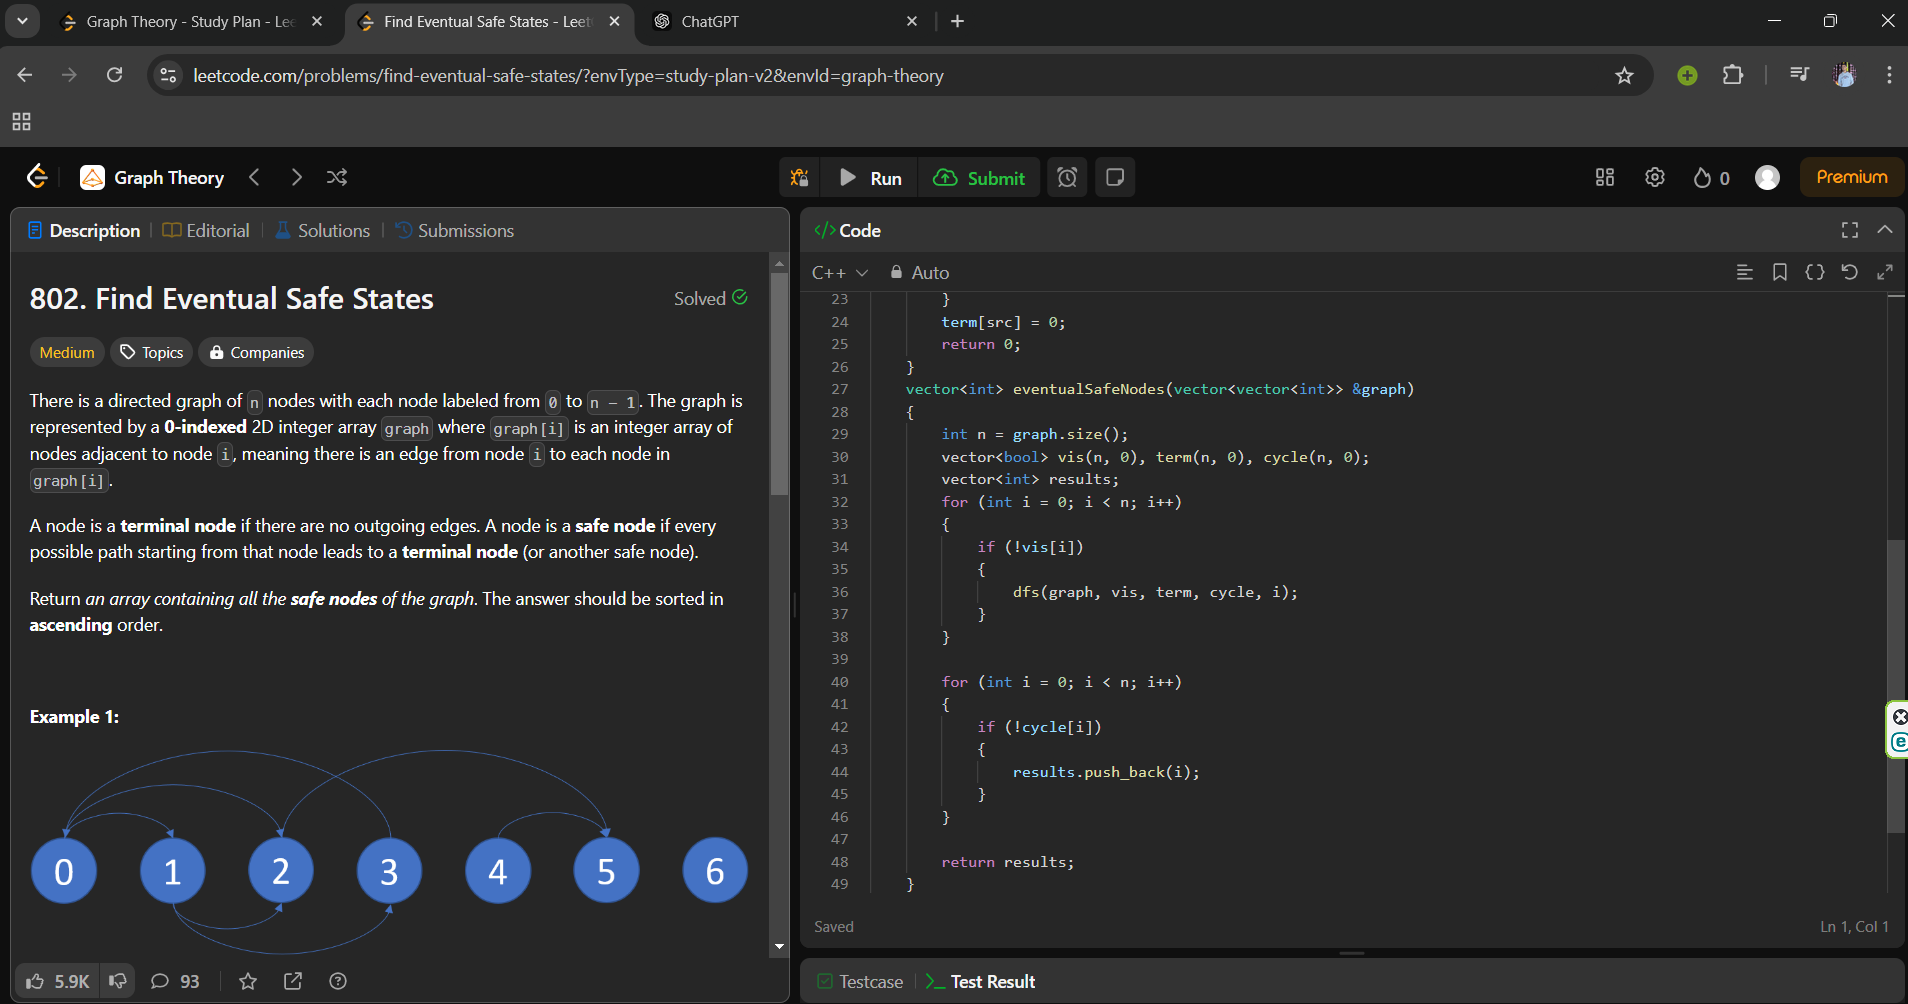 Graph Theory - Study Plan - Lee
Find Eventual Safe States - Leet
ChatGPT
leetcode.com/problems/find-eventual-safe-states/?envType=study-plan-v2&envId=graph-theory
Graph Theory
Run
Submit
0
Premium
Description
Editorial
Solutions
Submissions
802. Find Eventual Safe States
Solved
Medium
Topics
Companies
There is a directed graph of n nodes with each node labeled from 0 to n - 1. The graph is
represented by a 0-indexed 2D integer array graph where graph[i] is an integer array of
nodes adjacent to node i, meaning there is an edge from node i to each node in
graph[i].
A node is a terminal node if there are no outgoing edges. A node is a safe node if every
possible path starting from that node leads to a terminal node (or another safe node).
Return an array containing all the safe nodes of the graph. The answer should be sorted in
ascending order.
Example 1:
0 1 2 3 4 5 6
5.9K
93
</> Code
C++
Auto
23 }
24 term[src] = 0;
25 return 0;
26 }
27 vector<int> eventualSafeNodes(vector<vector<int>> &graph)
28 {
29 int n = graph.size();
30 vector<bool> vis(n, 0), term(n, 0), cycle(n, 0);
31 vector<int> results;
32 for (int i = 0; i < n; i++)
33 {
34 if (!vis[i])
35 {
36 dfs(graph, vis, term, cycle, i);
37 }
38 }
39
40 for (int i = 0; i < n; i++)
41 {
42 if (!cycle[i])
43 {
44 results.push_back(i);
45 }
46 }
47
48 return results;
49 }
Saved
Ln 1, Col 1
Testcase
Test Result